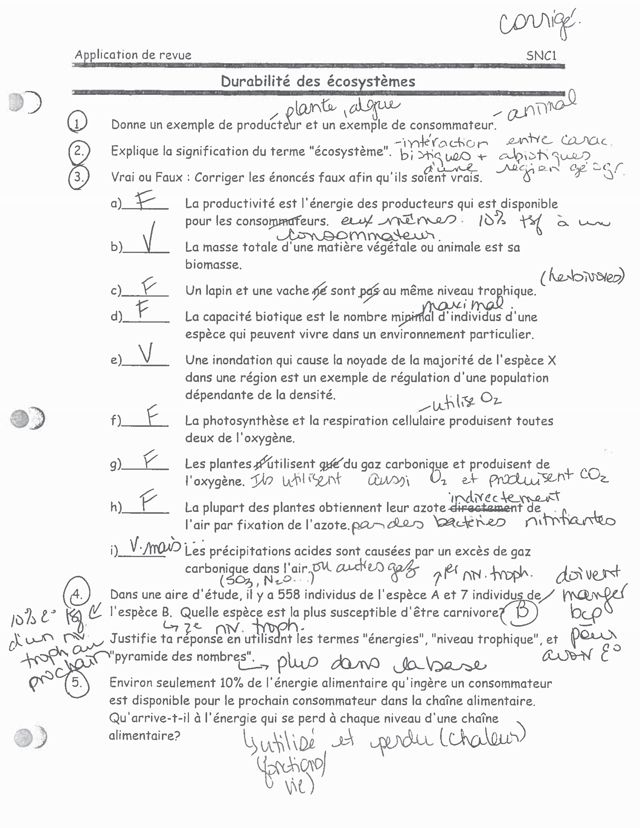 corrigé.
Application de revue SNC1
Durabilité des écosystèmes
- plante, algue - animal
1. Donne un exemple de producteur et un exemple de consommateur.
- intéraction entre carac.
2. Explique la signification du terme "écosystème". biotiques + abiotiques
d'une région géogr.
3. Vrai ou Faux : Corriger les énoncés faux afin qu'ils soient vrais.
a) F La productivité est l'énergie des producteurs qui est disponible
pour les consommateurs. eux mêmes. 10% tsf à un
consommateur.
b) V La masse totale d'une matière végétale ou animale est sa
biomasse.
(herbivores)
c) F Un lapin et une vache ne sont pas au même niveau trophique.
maximal.
d) F La capacité biotique est le nombre minimal d'individus d'une
espèce qui peuvent vivre dans un environnement particulier.
e) V Une inondation qui cause la noyade de la majorité de l'espèce X
dans une région est un exemple de régulation d'une population
dépendante de la densité.
- utilise O2
f) F La photosynthèse et la respiration cellulaire produisent toutes
deux de l'oxygène.
g) F Les plantes n'utilisent que du gaz carbonique et produisent de
l'oxygène. Ils utilisent aussi O2 et produisent CO2
indirectement
h) F La plupart des plantes obtiennent leur azote directement de
l'air par fixation de l'azote. par des bactéries nitrifiantes
i) V. mais Les précipitations acides sont causées par un excès de gaz
carbonique dans l'air. ou autres gaz
(SO3, N2O...) 1er niv. troph. doivent
4. Dans une aire d'étude, il y a 558 individus de l'espèce A et 7 individus de manger
l'espèce B. Quelle espèce est la plus susceptible d'être carnivore? B bcp
10% É tsf
d'un niv.
troph au
prochain
2e niv. troph.
Justifie ta réponse en utilisant les termes "énergies", "niveau trophique", et pour
"pyramide des nombres". plus dans la base avoir É
5. Environ seulement 10% de l'énergie alimentaire qu'ingère un consommateur
est disponible pour le prochain consommateur dans la chaîne alimentaire.
Qu'arrive-t-il à l'énergie qui se perd à chaque niveau d'une chaîne
alimentaire? utilisé et perdu (chaleur)
(fonctions/
vie)